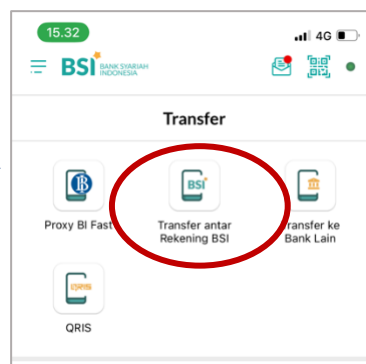 15.32
4G
BSI BANK SYARIAH
INDONESIA
Transfer
BSI
Proxy BI Fast
Transfer antar
Rekening BSI
Transfer ke
Bank Lain
QRIS
QRIS